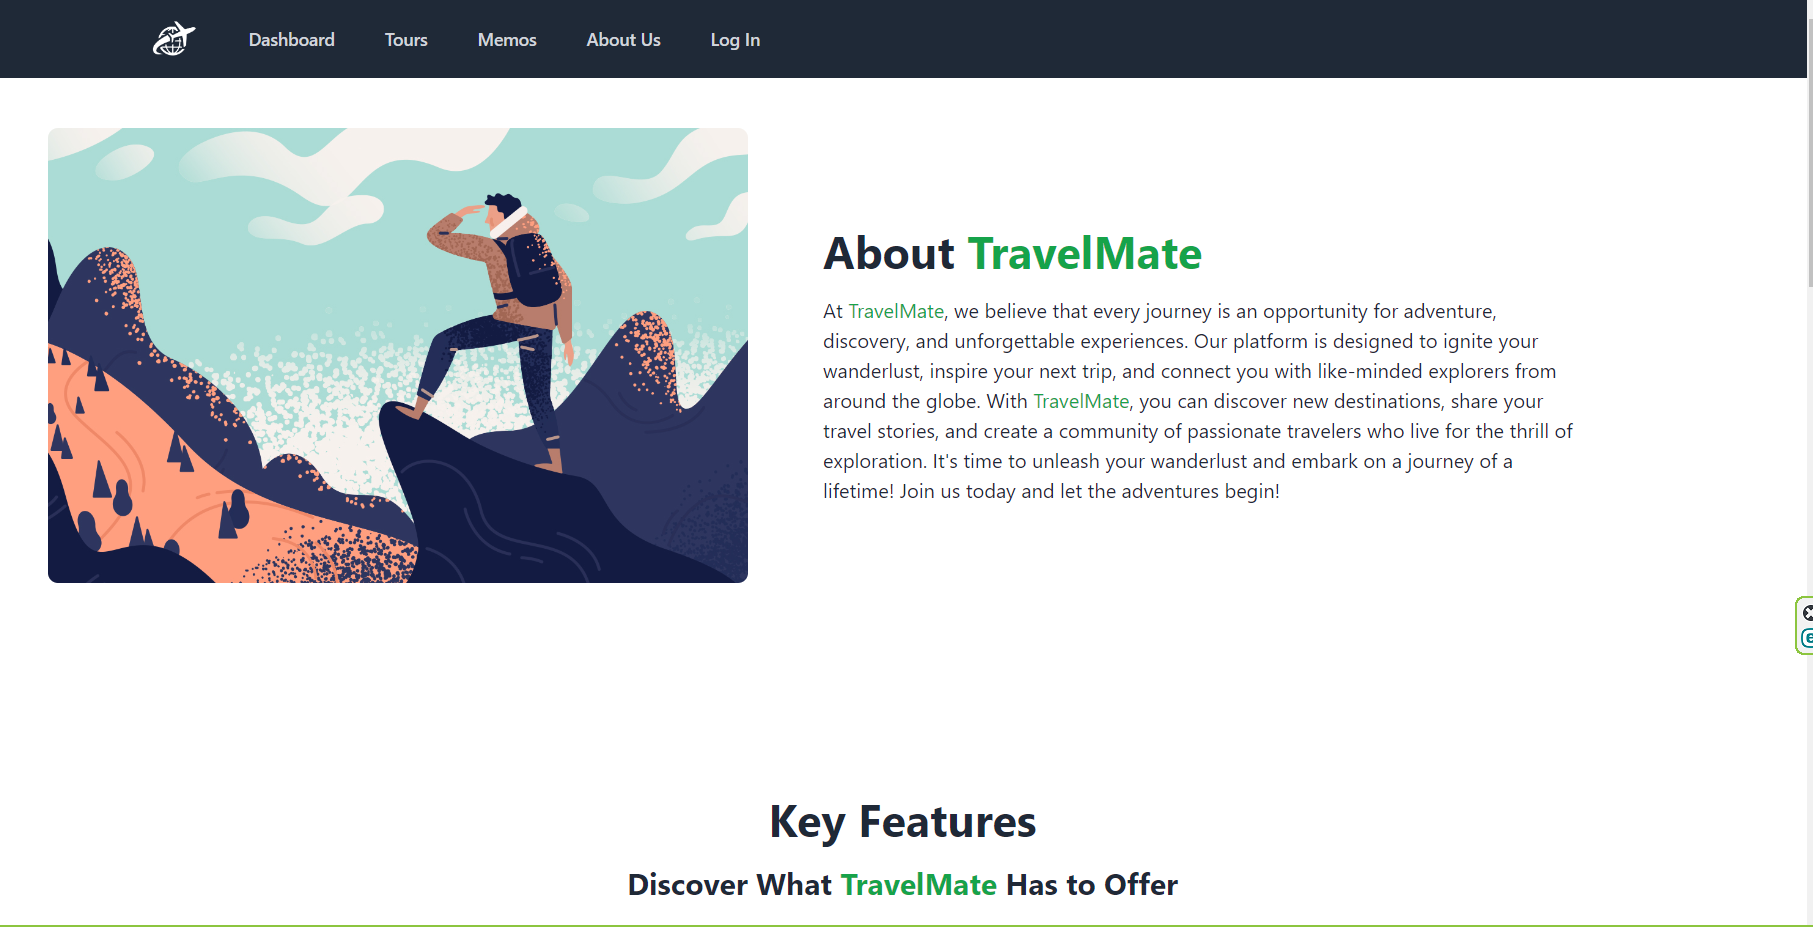 Dashboard Tours Memos About Us Log In
About TravelMate
At TravelMate, we believe that every journey is an opportunity for adventure,
discovery, and unforgettable experiences. Our platform is designed to ignite your
wanderlust, inspire your next trip, and connect you with like-minded explorers from
around the globe. With TravelMate, you can discover new destinations, share your
travel stories, and create a community of passionate travelers who live for the thrill of
exploration. It's time to unleash your wanderlust and embark on a journey of a
lifetime! Join us today and let the adventures begin!
Key Features
Discover What TravelMate Has to Offer